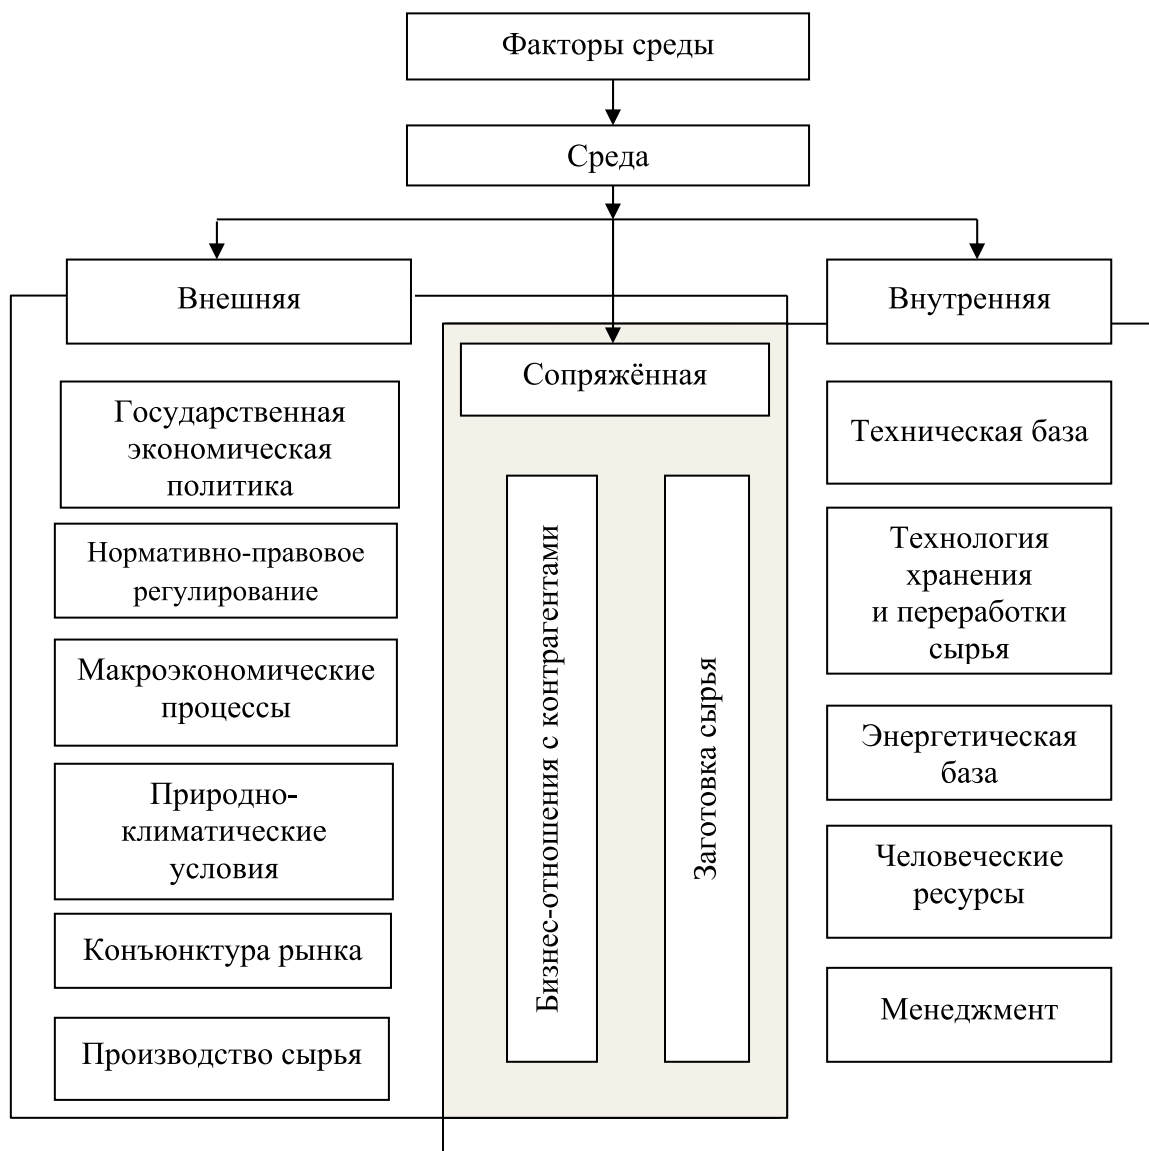 Факторы среды
Среда
Внешняя
Государственная
экономическая
политика
Нормативно-правовое
регулирование
Макроэкономические
процессы
Природно-
климатические
условия
Конъюнктура рынка
Производство сырья
Сопряжённая
Бизнес-отношения с контрагентами
Заготовка сырья
Внутренняя
Техническая база
Технология
хранения
и переработки
сырья
Энергетическая
база
Человеческие
ресурсы
Менеджмент